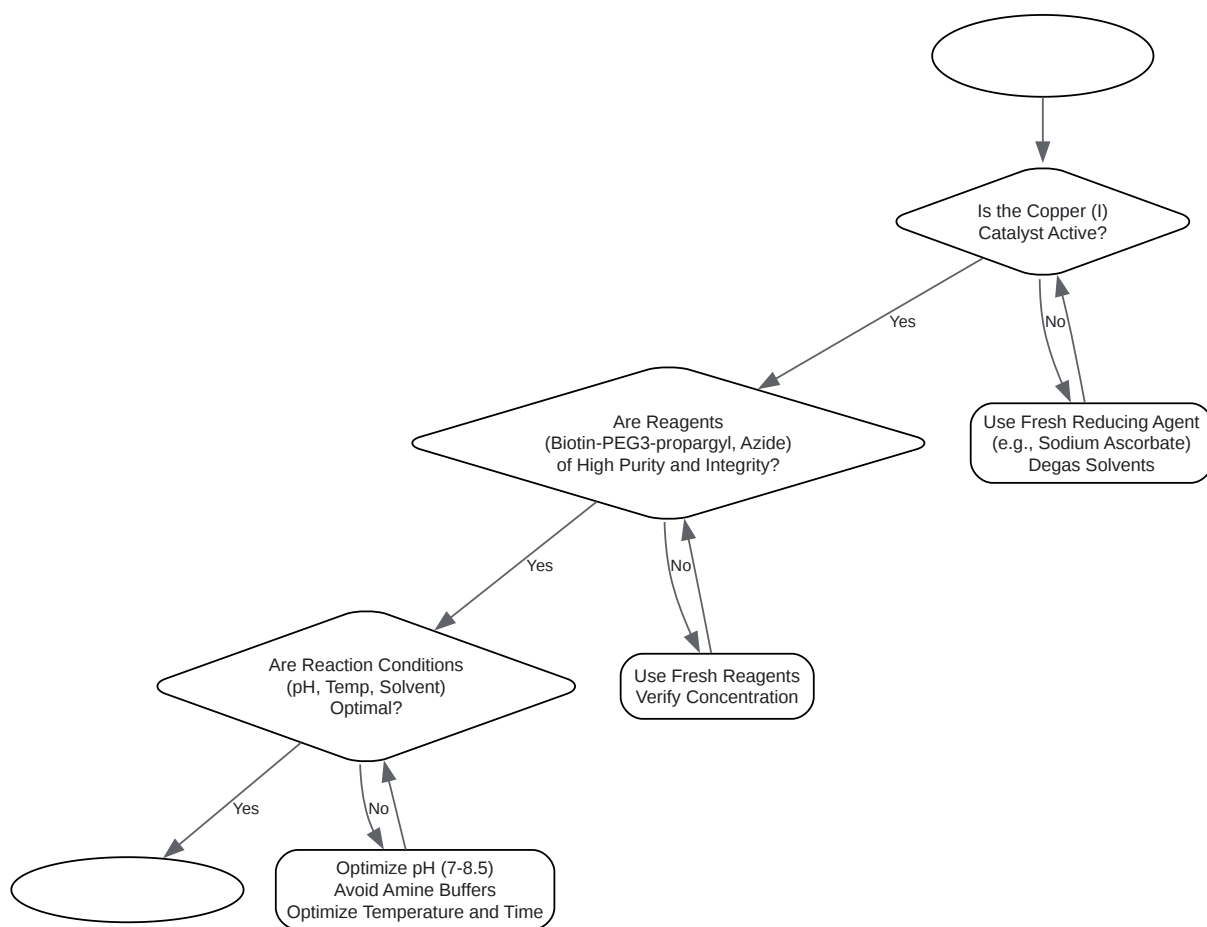 Is the Copper (I)
Catalyst Active?
Yes
No
Use Fresh Reducing Agent
(e.g., Sodium Ascorbate)
Degas Solvents
Are Reagents
(Biotin-PEG3-propargyl, Azide)
of High Purity and Integrity?
Yes
No
Use Fresh Reagents
Verify Concentration
Are Reaction Conditions
(pH, Temp, Solvent)
Optimal?
Yes
No
Optimize pH (7-8.5)
Avoid Amine Buffers
Optimize Temperature and Time